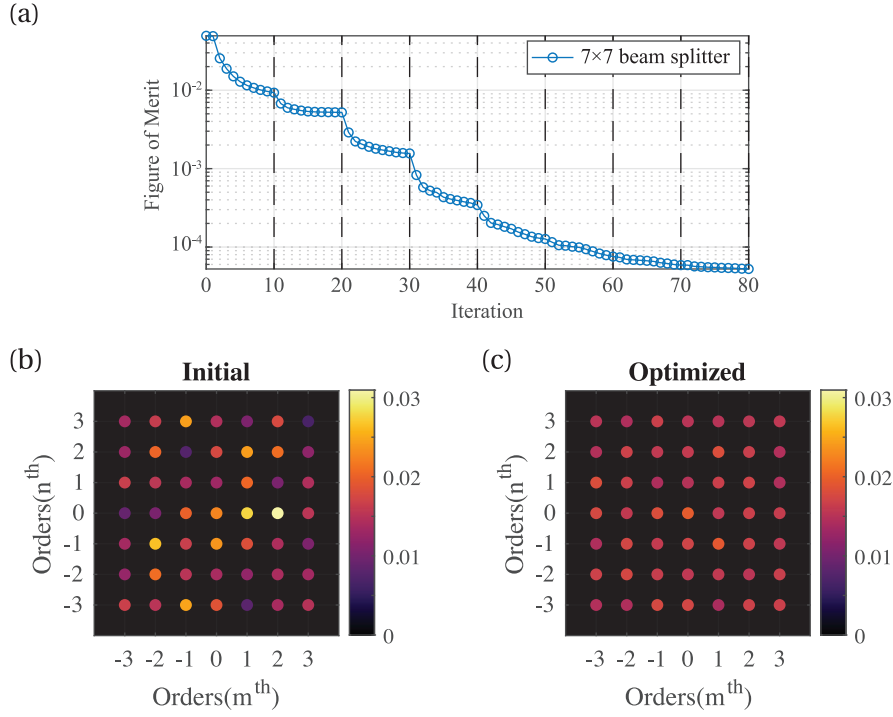 (a)
7×7 beam splitter
Figure of Merit
10^-2
10^-3
10^-4
0 10 20 30 40 50 60 70 80
Iteration
(b)
Initial
Orders(n^th)
3
2
1
0
-1
-2
-3
-3 -2 -1 0 1 2 3
Orders(m^th)
0.03
0.02
0.01
0
(c)
Optimized
Orders(n^th)
3
2
1
0
-1
-2
-3
-3 -2 -1 0 1 2 3
Orders(m^th)
0.03
0.02
0.01
0